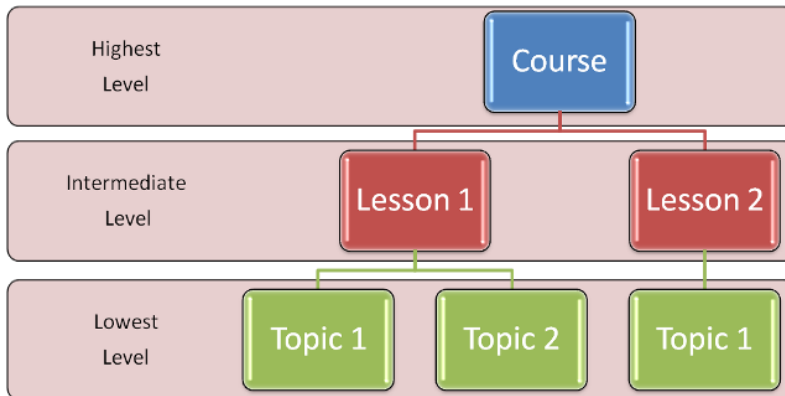 Highest
Level
Course
Intermediate
Level
Lesson 1
Lesson 2
Lowest
Level
Topic 1
Topic 2
Topic 1